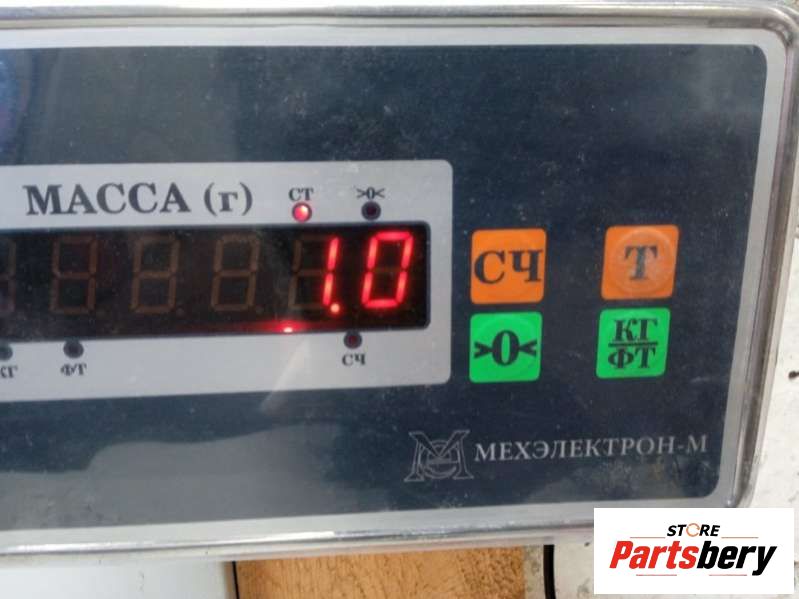 МАССА (г)
СТ
>0<
1.0
КГ
ФТ
СЧ
СЧ
Т
>0<
КГ
ФТ
МЕХЭЛЕКТРОН-М
STORE
Partsbery